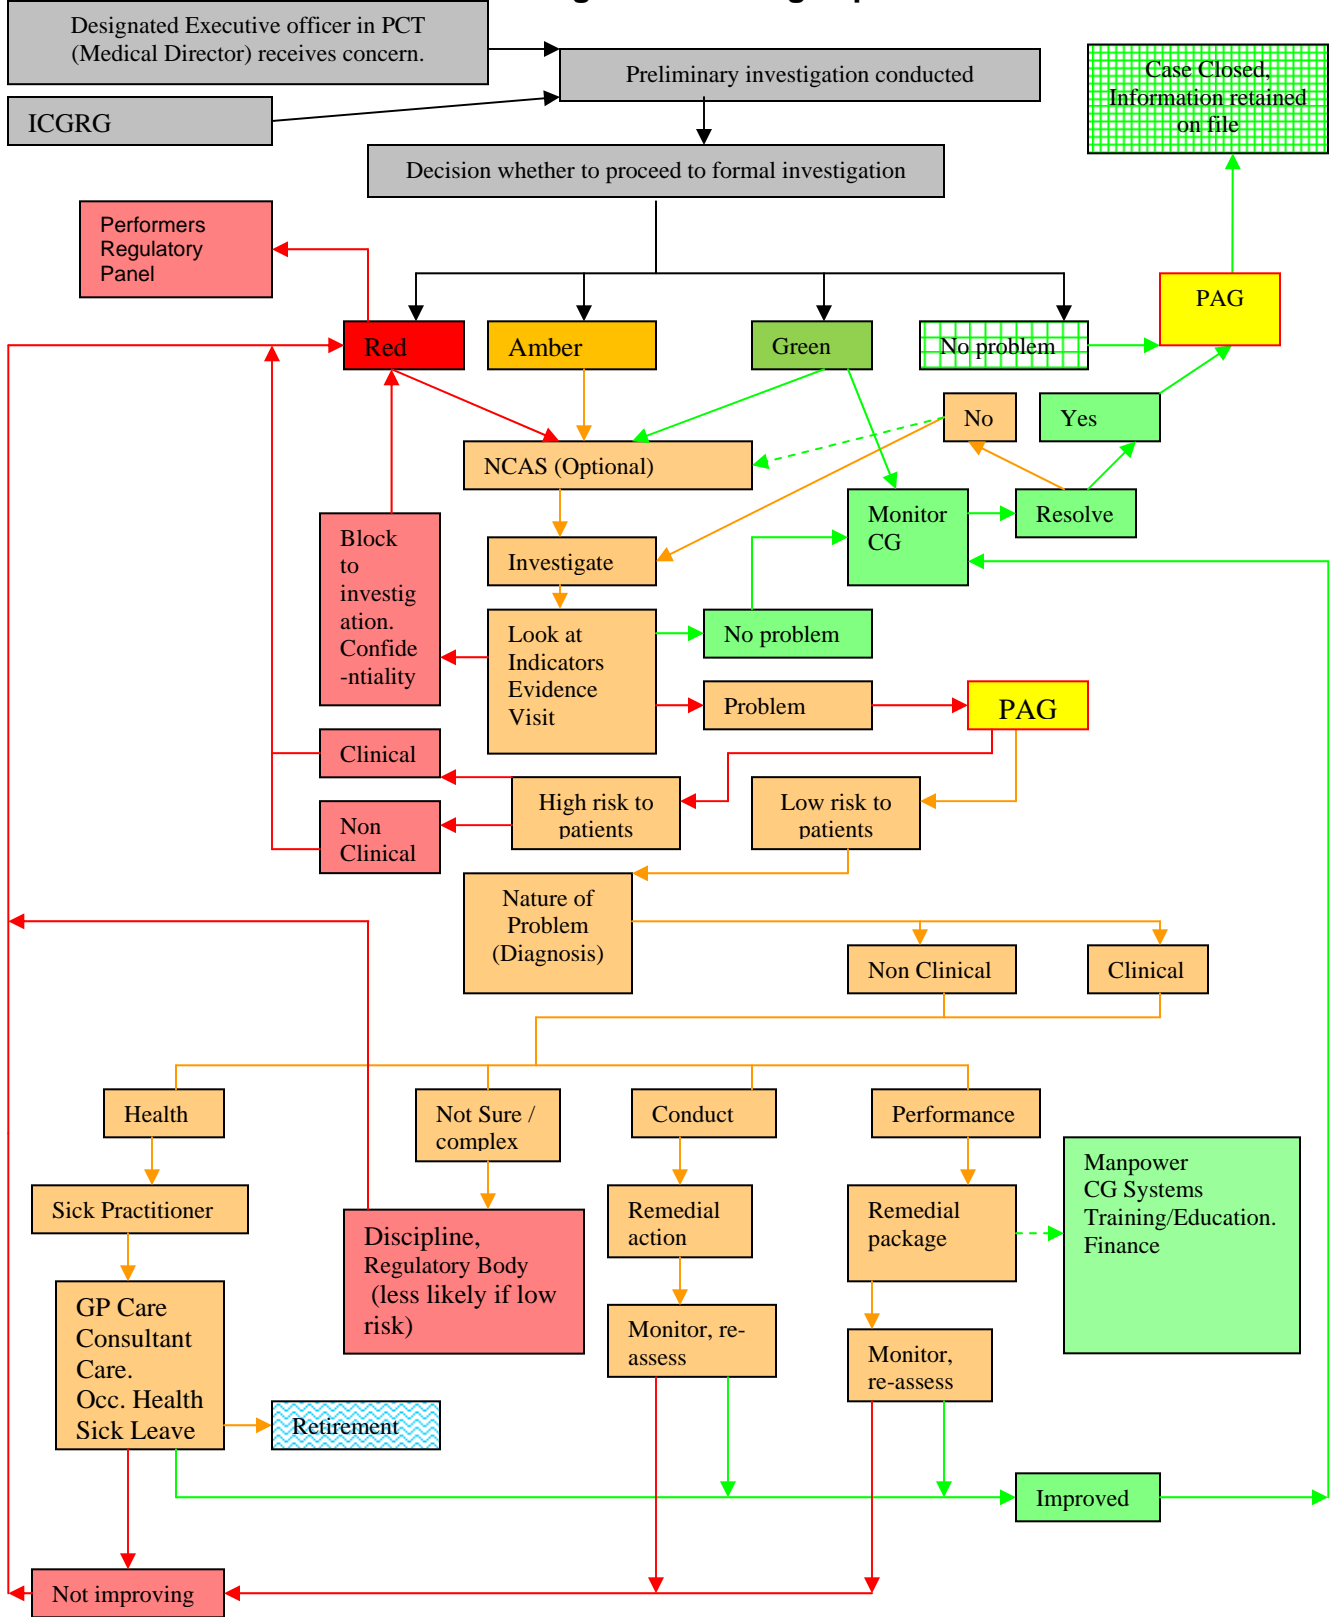 Designated Executive officer in PCT
(Medical Director) receives concern.
Preliminary investigation conducted
Case Closed,
Information retained
on file
ICGRG
Decision whether to proceed to formal investigation
Performers
Regulatory
Panel
PAG
Red
Amber
Green
No problem
No
Yes
NCAS (Optional)
Monitor
CG
Resolve
Block
to
investig
ation.
Confide
-ntiality
Investigate
Look at
Indicators
Evidence
Visit
No problem
Problem
PAG
Clinical
High risk to
patients
Low risk to
patients
Non
Clinical
Nature of
Problem
(Diagnosis)
Non Clinical
Clinical
Health
Not Sure /
complex
Conduct
Performance
Manpower
CG Systems
Training/Education.
Finance
Sick Practitioner
Discipline,
Regulatory Body
(less likely if low
risk)
Remedial
action
Remedial
package
GP Care
Consultant
Care.
Occ. Health
Sick Leave
Monitor, re-
assess
Monitor,
re-assess
Retirement
Improved
Not improving